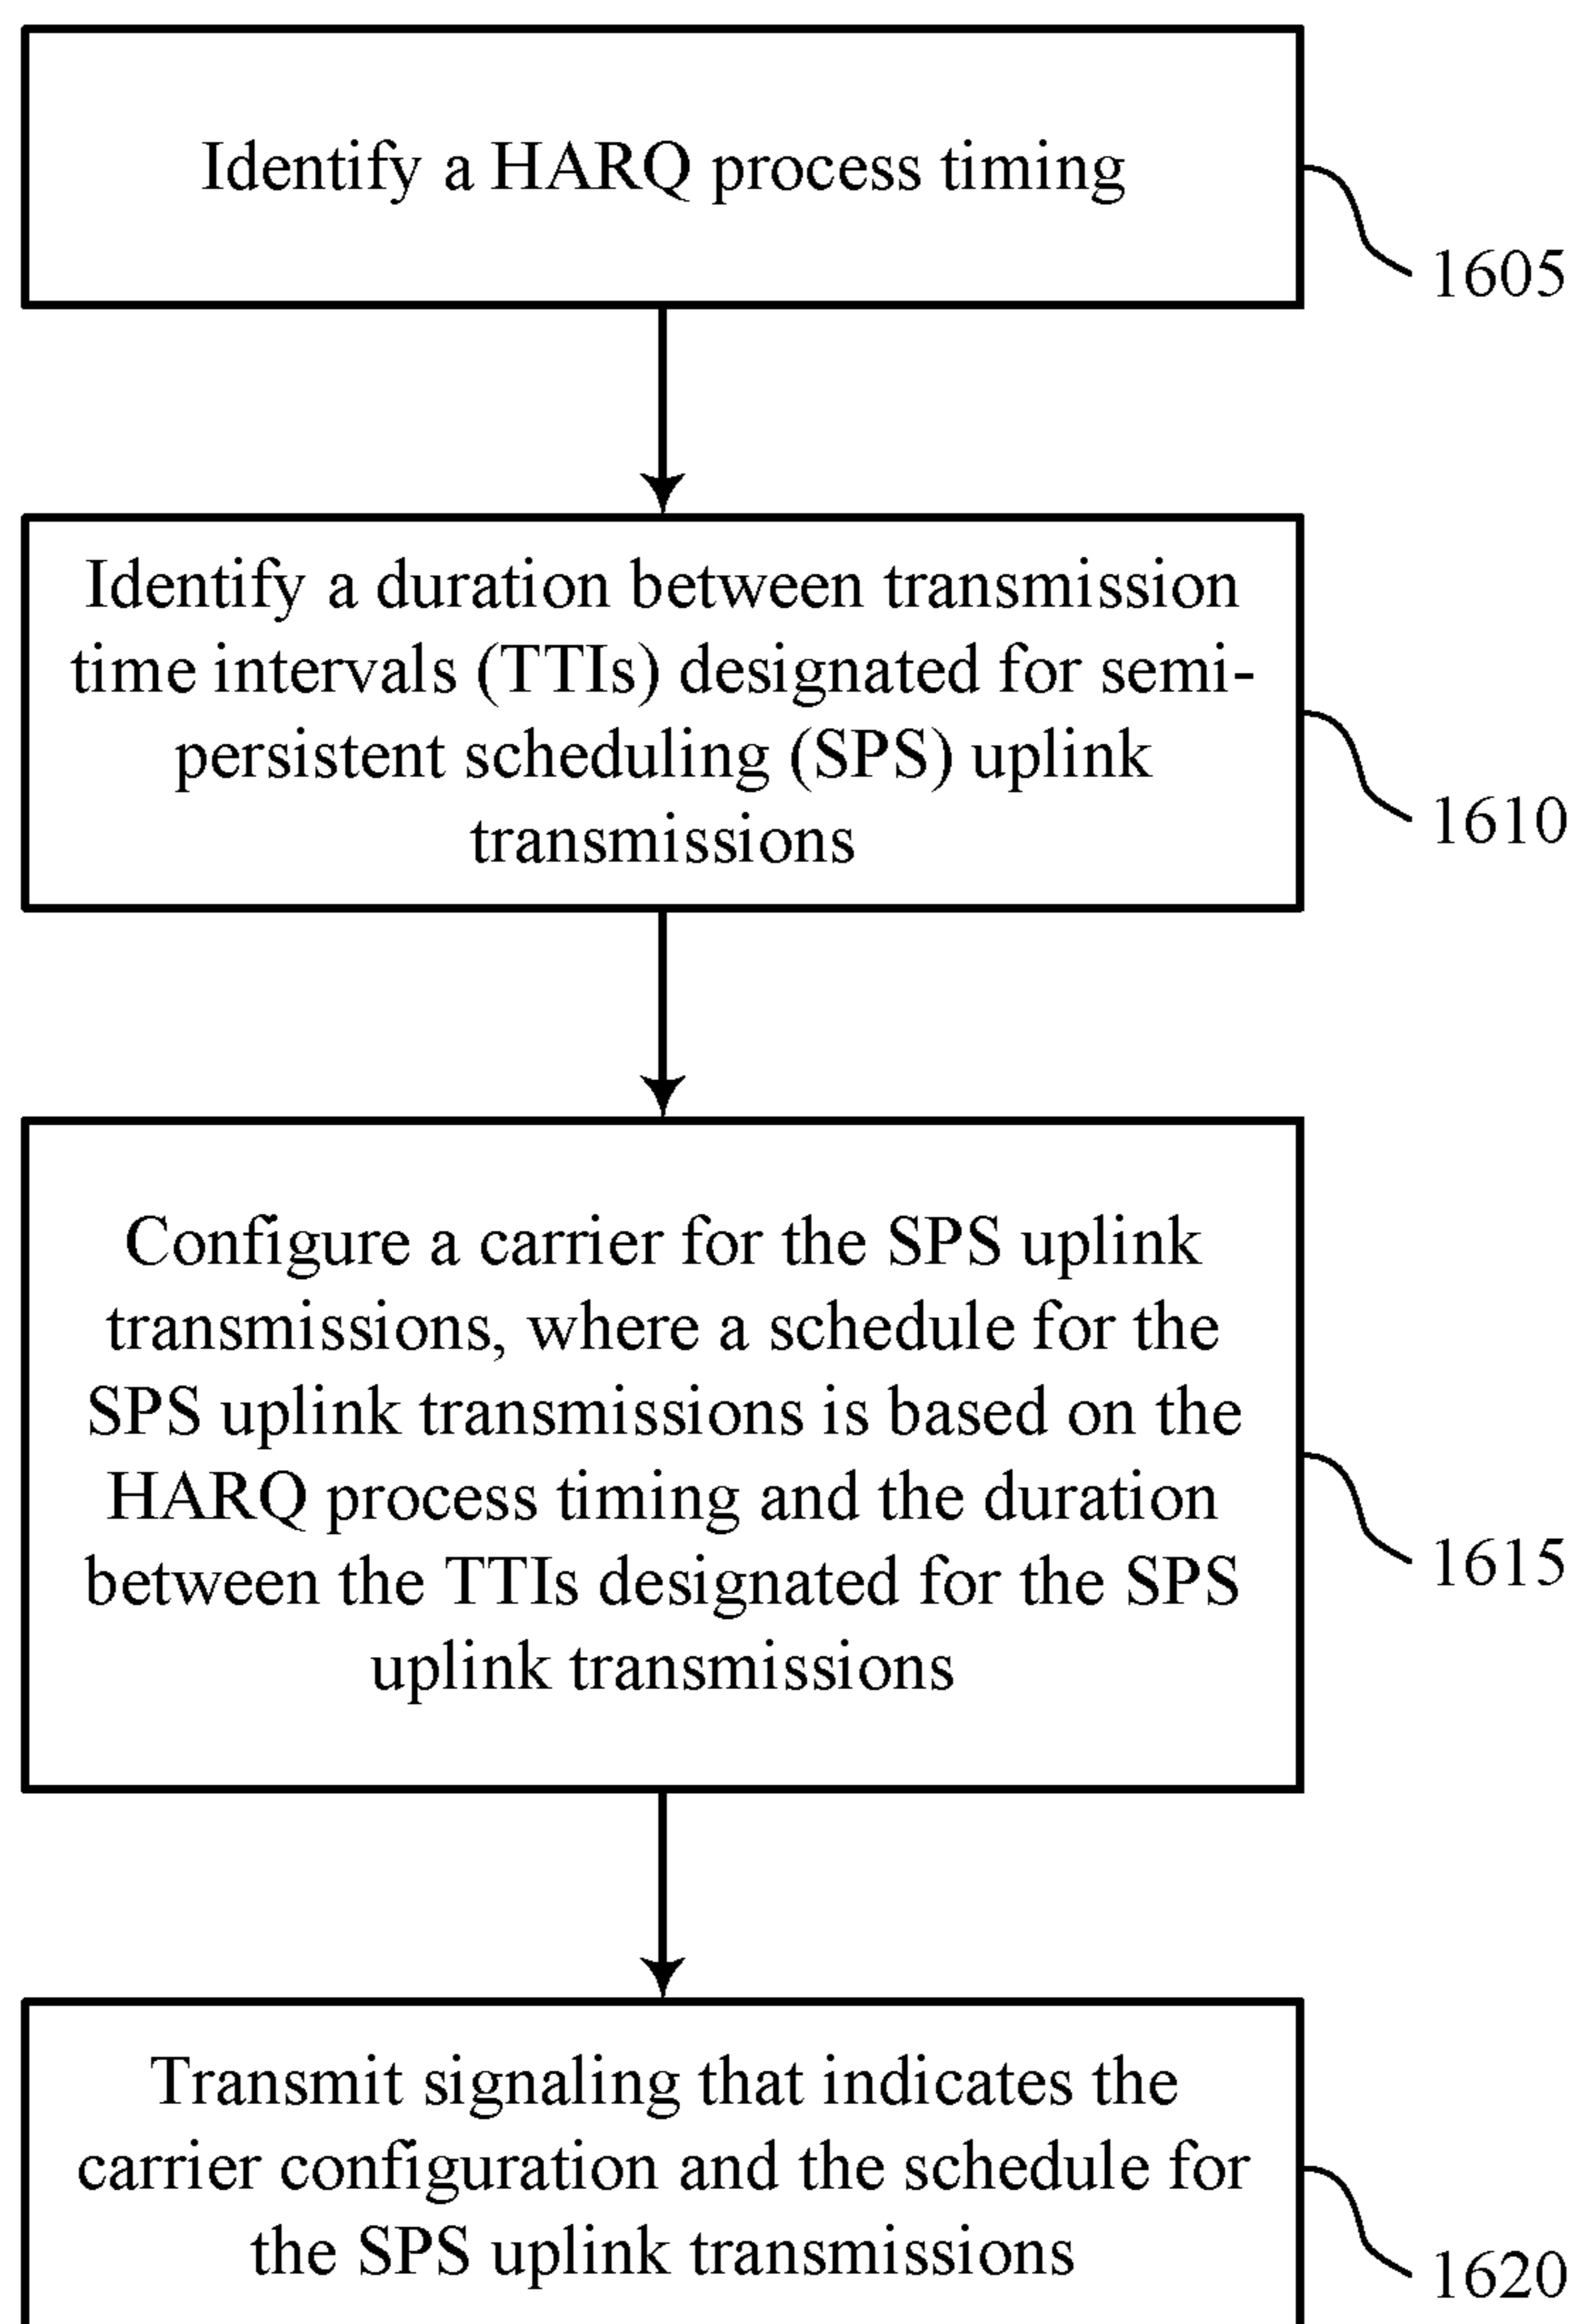 Identify a HARQ process timing
1605
Identify a duration between transmission
time intervals (TTIs) designated for semi-
persistent scheduling (SPS) uplink
transmissions
1610
Configure a carrier for the SPS uplink
transmissions, where a schedule for the
SPS uplink transmissions is based on the
HARQ process timing and the duration
between the TTIs designated for the SPS
uplink transmissions
1615
Transmit signaling that indicates the
carrier configuration and the schedule for
the SPS uplink transmissions
1620